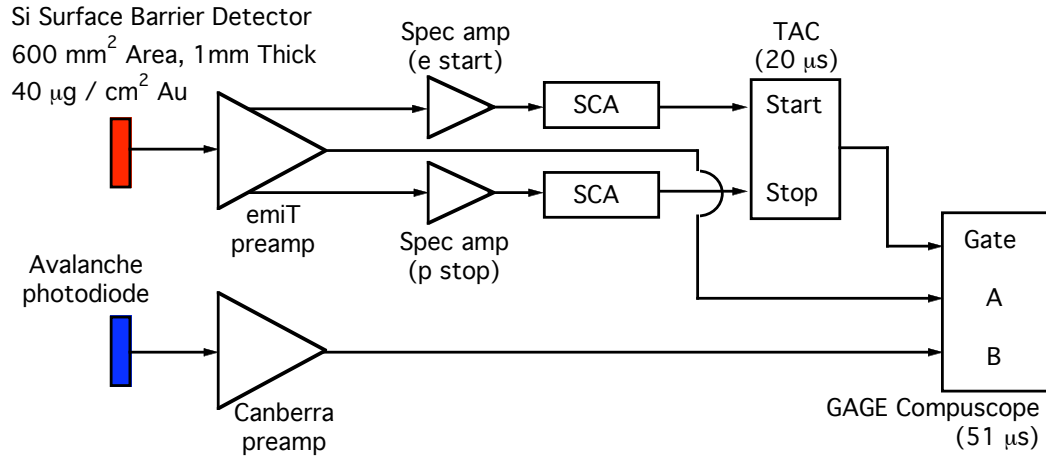 Si Surface Barrier Detector
600 mm² Area, 1mm Thick
40 μg / cm² Au
Spec amp
(e start)
TAC
(20 μs)
SCA
Start
Stop
SCA
emiT
preamp
Spec amp
(p stop)
Gate
A
B
Avalanche
photodiode
Canberra
preamp
GAGE Compuscope
(51 μs)